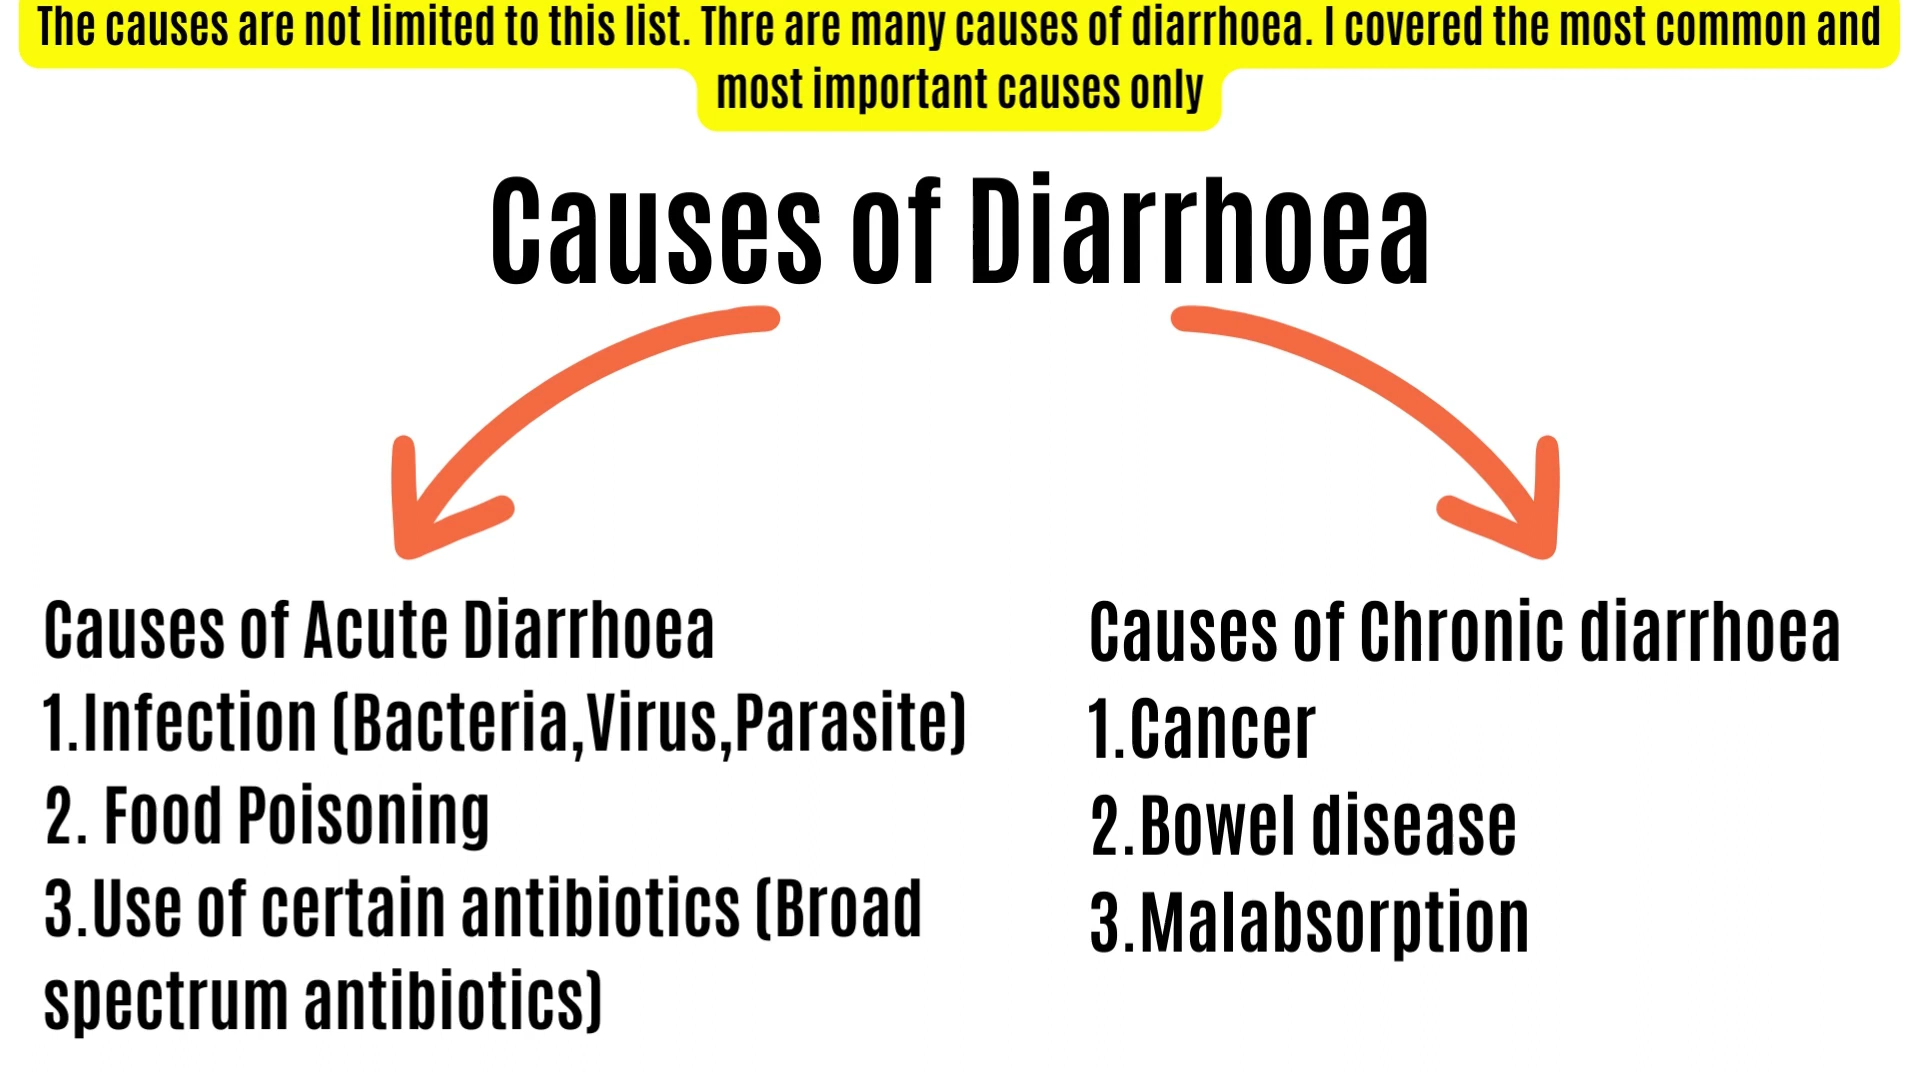 The causes are not limited to this list. Thre are many causes of diarrhoea. I covered the most common and
most important causes only
Causes of Diarrhoea
Causes of Acute Diarrhoea
1.Infection (Bacteria,Virus,Parasite)
2. Food Poisoning
3.Use of certain antibiotics (Broad
spectrum antibiotics)
Causes of Chronic diarrhoea
1.Cancer
2.Bowel disease
3.Malabsorption